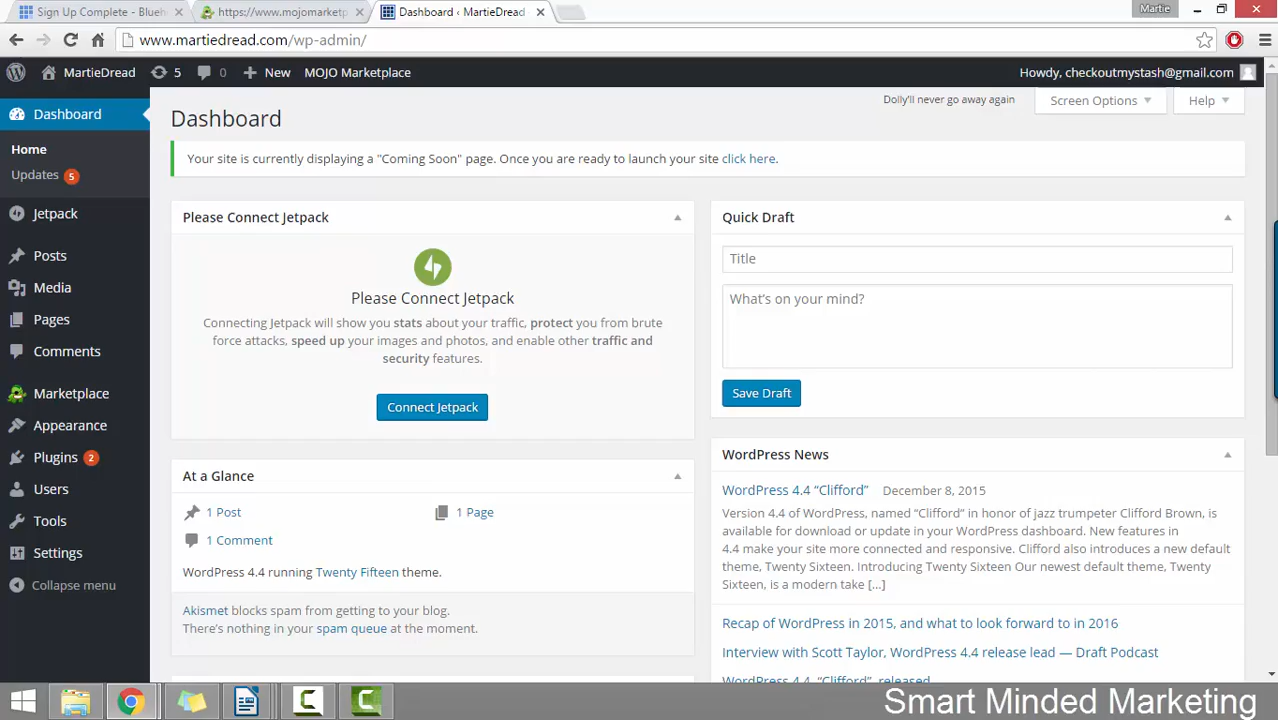 Sign Up Complete - Blueh
https://www.mojomarketp
Dashboard ‹ MartieDread
Martie
www.martiedread.com/wp-admin/
MartieDread
5
0
New
MOJO Marketplace
Howdy, checkoutmystash@gmail.com
Dolly'll never go away again
Screen Options
Help
Dashboard
Home
Updates 5
Jetpack
Posts
Media
Pages
Comments
Marketplace
Appearance
Plugins 2
Users
Tools
Settings
Collapse menu
Dashboard
Your site is currently displaying a "Coming Soon" page. Once you are ready to launch your site click here.
Please Connect Jetpack
Please Connect Jetpack
Connecting Jetpack will show you stats about your traffic, protect you from brute
force attacks, speed up your images and photos, and enable other traffic and
security features.
Connect Jetpack
At a Glance
1 Post
1 Page
1 Comment
WordPress 4.4 running Twenty Fifteen theme.
Akismet blocks spam from getting to your blog.
There's nothing in your spam queue at the moment.
Quick Draft
Title
What's on your mind?
Save Draft
WordPress News
WordPress 4.4 “Clifford” December 8, 2015
Version 4.4 of WordPress, named “Clifford” in honor of jazz trumpeter Clifford Brown, is
available for download or update in your WordPress dashboard. New features in
4.4 make your site more connected and responsive. Clifford also introduces a new default
theme, Twenty Sixteen. Introducing Twenty Sixteen Our newest default theme, Twenty
Sixteen, is a modern take [...]
Recap of WordPress in 2015, and what to look forward to in 2016
Interview with Scott Taylor, WordPress 4.4 release lead — Draft Podcast
WordPress 4.4 “Clifford” released
Smart Minded Marketing